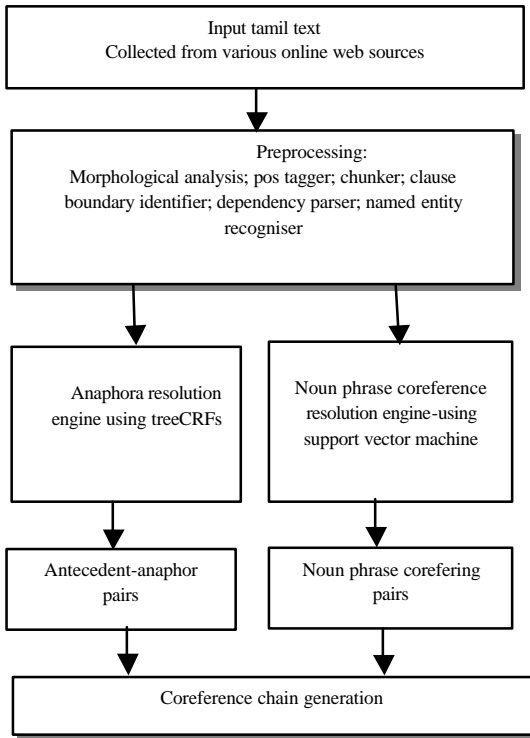 Input tamil text
Collected from various online web sources
Preprocessing:
Morphological analysis; pos tagger; chunker; clause
boundary identifier; dependency parser; named entity
recogniser
Anaphora resolution
engine using treeCRFs
Noun phrase coreference
resolution engine-using
support vector machine
Antecedent-anaphor
pairs
Noun phrase corefering
pairs
Coreference chain generation